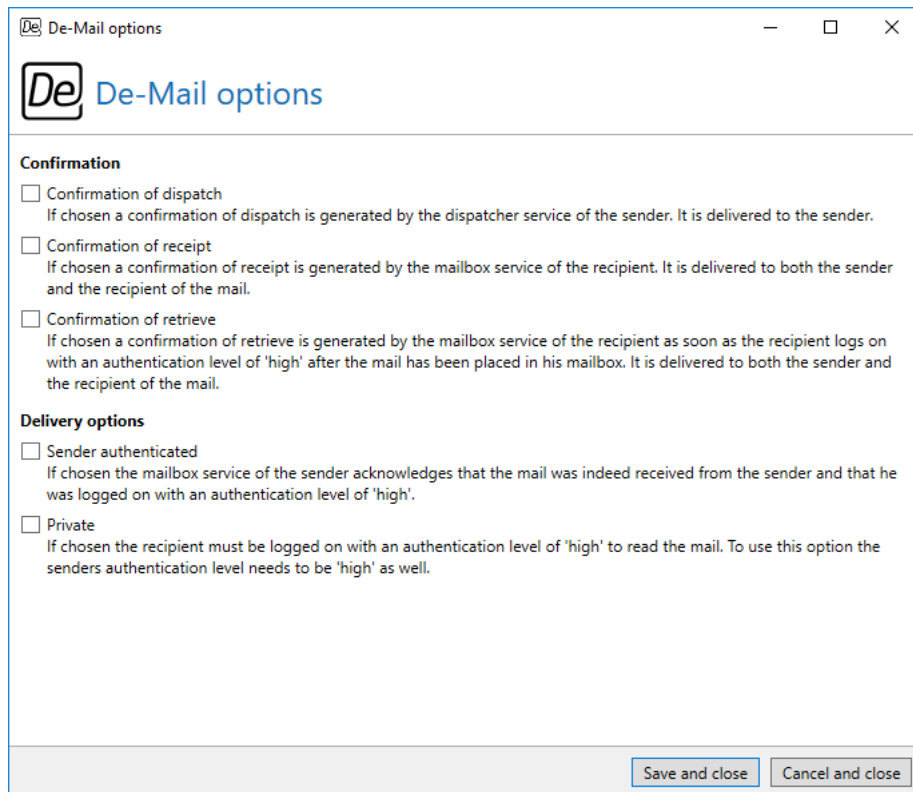 De De-Mail options
De De-Mail options
Confirmation
Confirmation of dispatch
If chosen a confirmation of dispatch is generated by the dispatcher service of the sender. It is delivered to the sender.
Confirmation of receipt
If chosen a confirmation of receipt is generated by the mailbox service of the recipient. It is delivered to both the sender
and the recipient of the mail.
Confirmation of retrieve
If chosen a confirmation of retrieve is generated by the mailbox service of the recipient as soon as the recipient logs on
with an authentication level of 'high' after the mail has been placed in his mailbox. It is delivered to both the sender and
the recipient of the mail.
Delivery options
Sender authenticated
If chosen the mailbox service of the sender acknowledges that the mail was indeed received from the sender and that he
was logged on with an authentication level of 'high'.
Private
If chosen the recipient must be logged on with an authentication level of 'high' to read the mail. To use this option the
senders authentication level needs to be 'high' as well.
Save and close Cancel and close